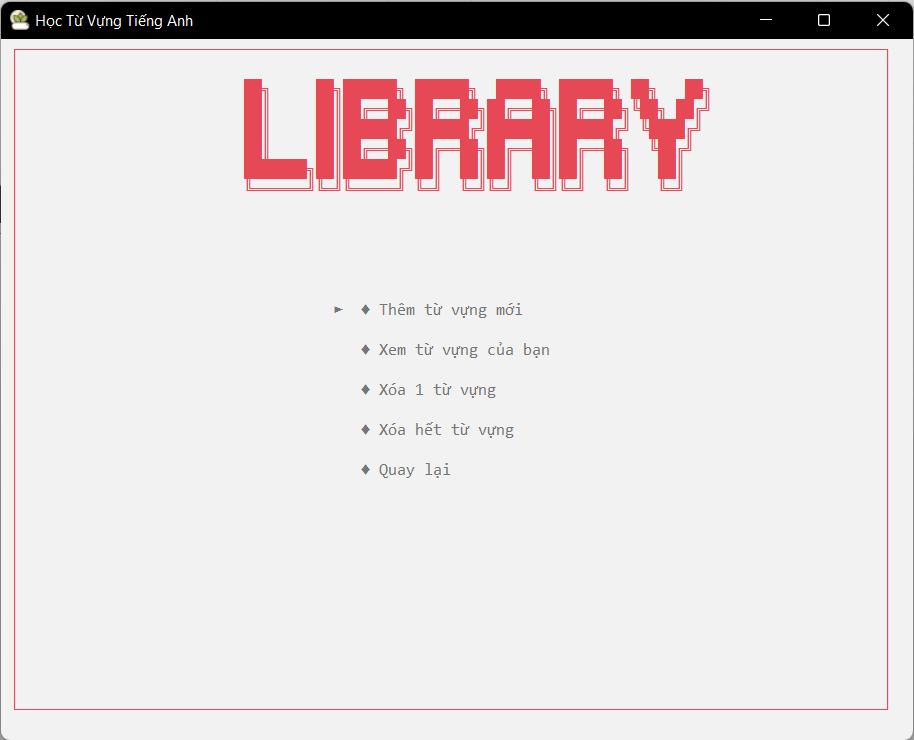 Học Từ Vựng Tiếng Anh
LIBRARY
► ♦ Thêm từ vựng mới
♦ Xem từ vựng của bạn
♦ Xóa 1 từ vựng
♦ Xóa hết từ vựng
♦ Quay lại